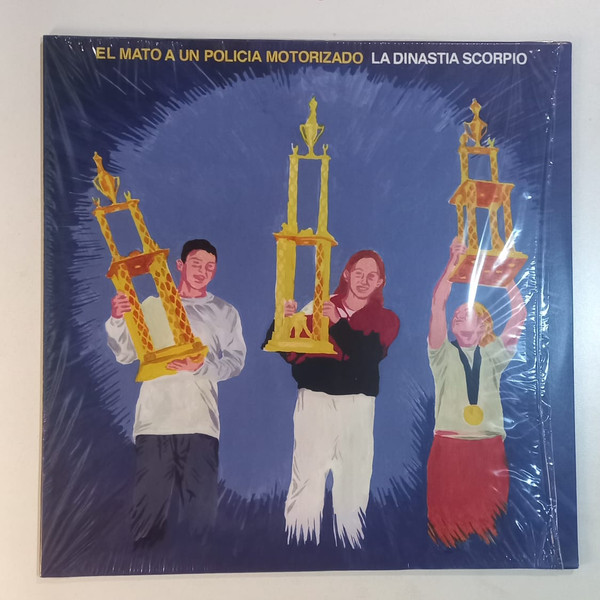 EL MATO A UN POLICIA MOTORIZADO LA DINASTIA SCORPIO